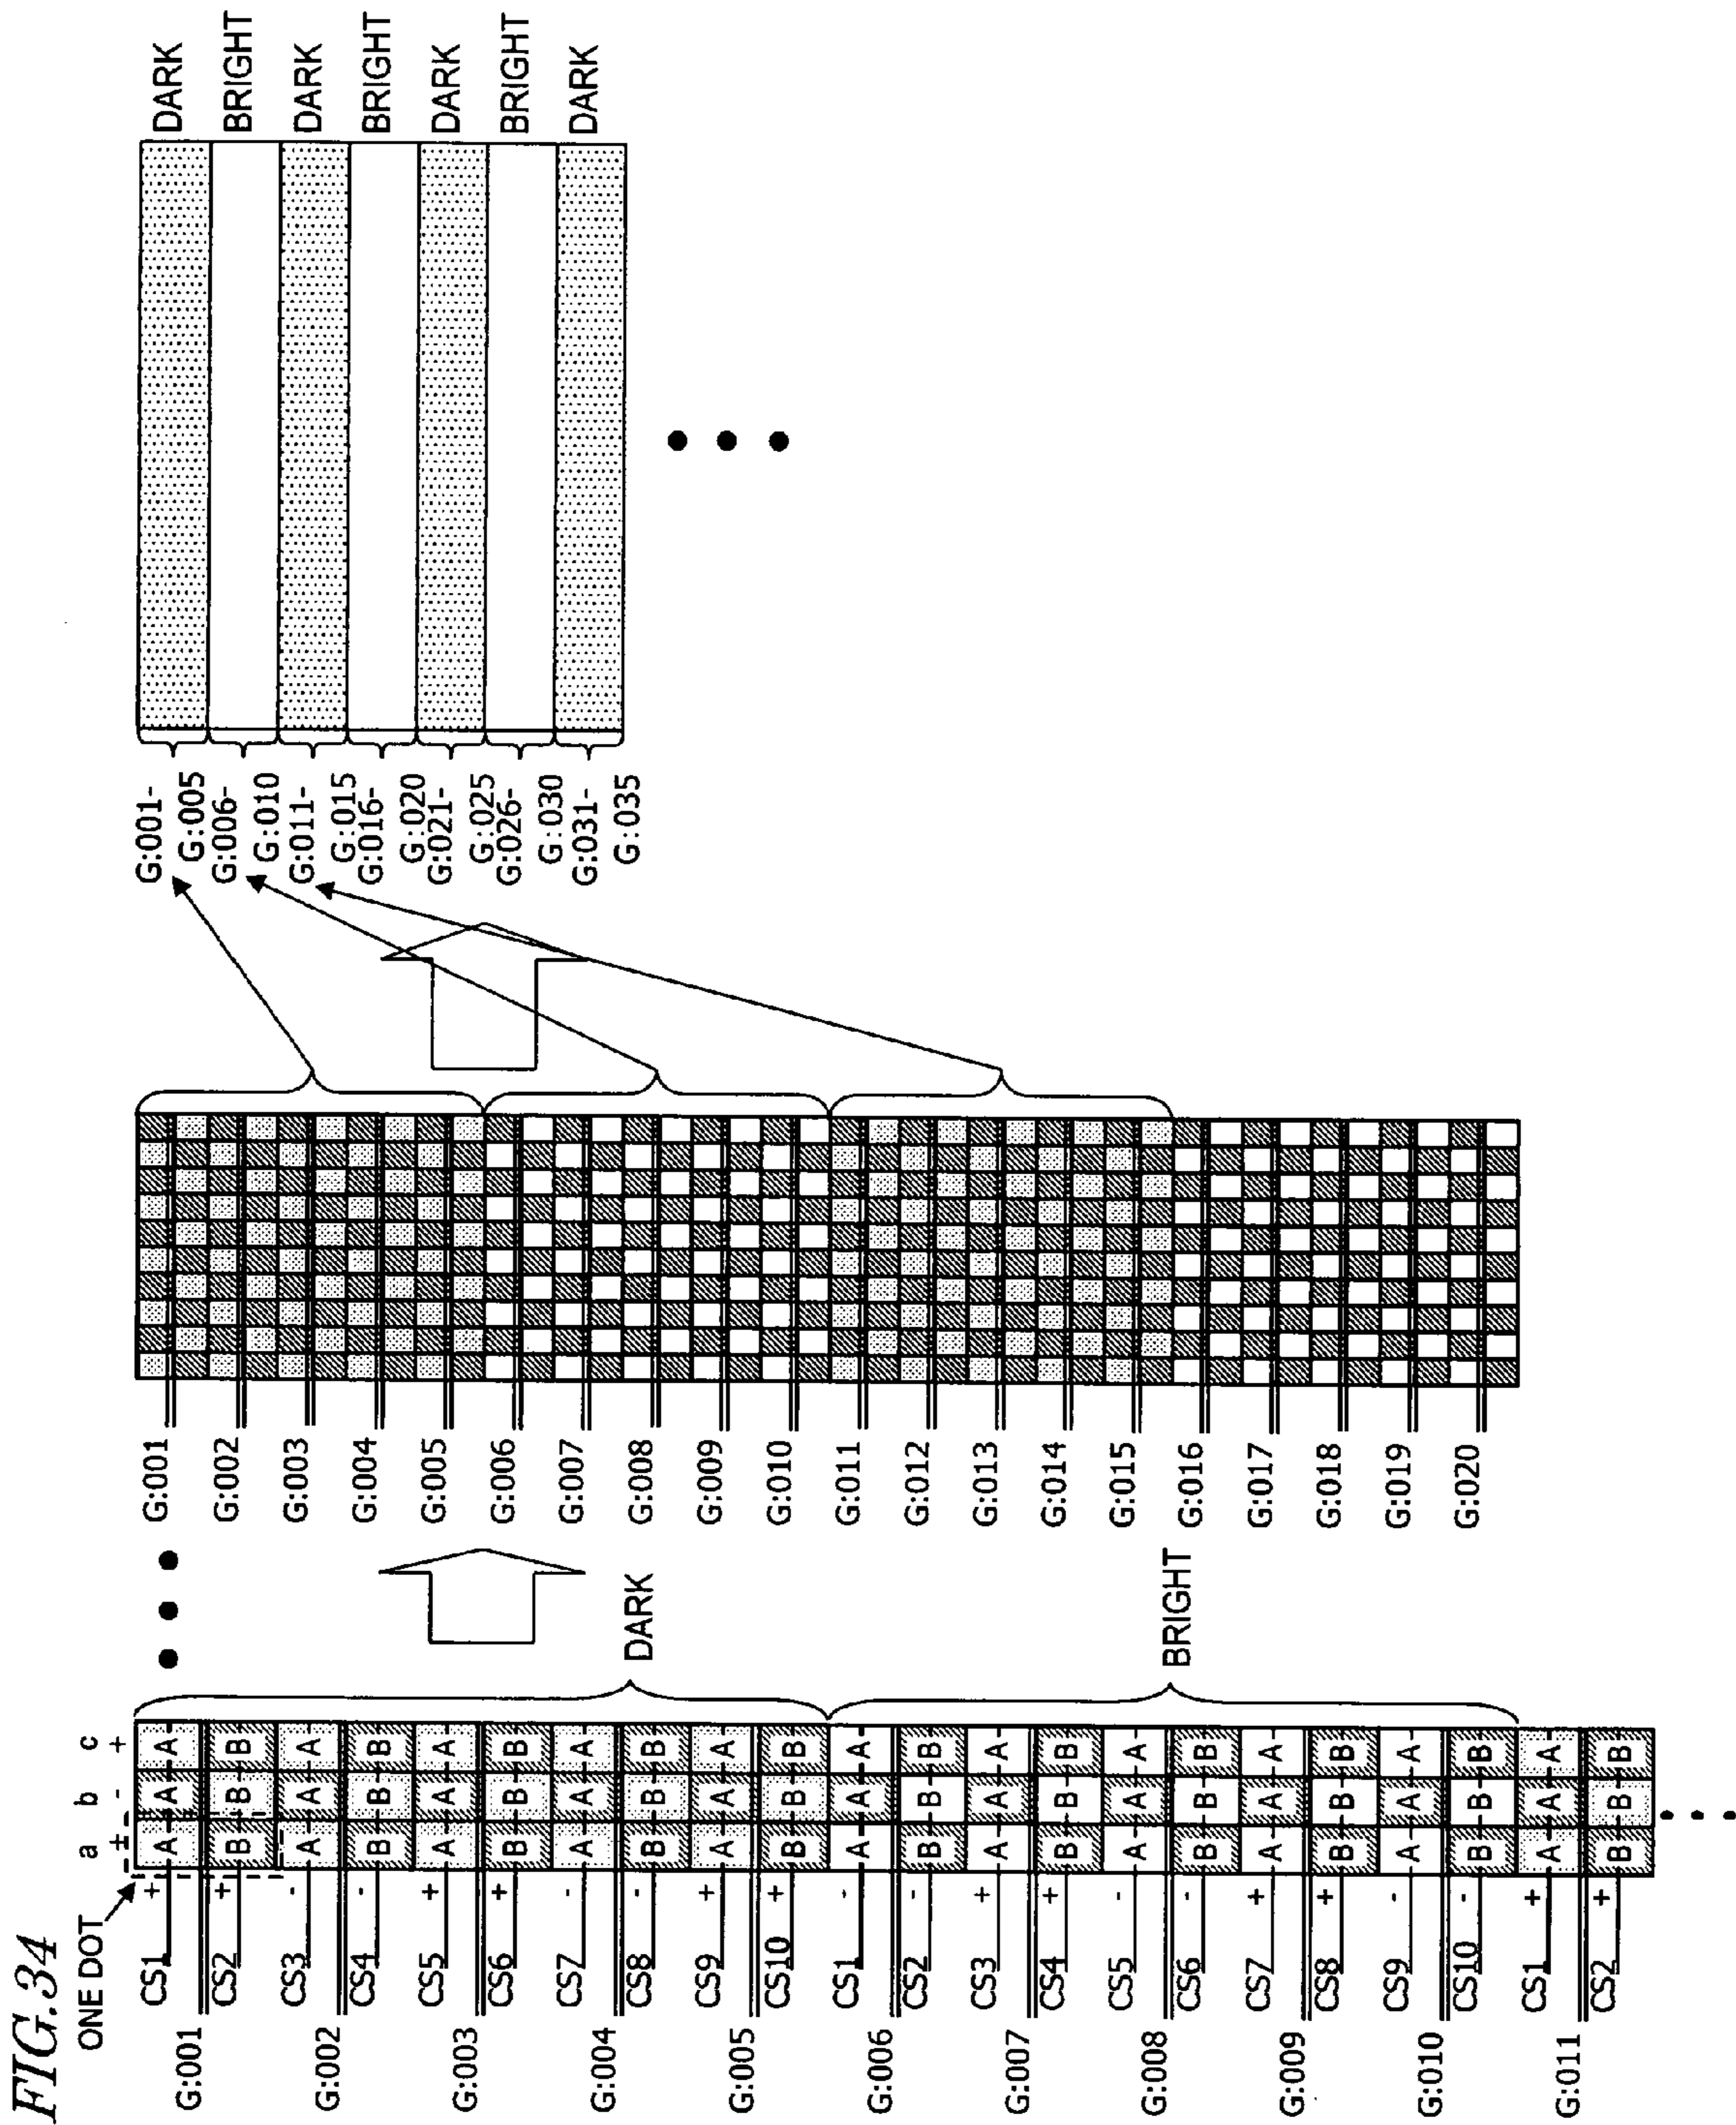 FIG.34
ONE DOT
a b c
± - +
G:001
CS1 + A A A
CS2 + B B B
G:002
CS3 - A A A
CS4 - B B B
G:003
CS5 + A A A
CS6 + B B B
G:004
CS7 - A A A
CS8 - B B B
G:005
CS9 + A A A
CS10 + B B B
G:006
CS1 - A A A
CS2 - B B B
G:007
CS3 + A A A
CS4 + B B B
G:008
CS5 - A A A
CS6 - B B B
G:009
CS7 + A A A
CS8 + B B B
G:010
CS9 - A A A
CS10 - B B B
G:011
CS1 + A A A
CS2 + B B B
DARK
BRIGHT
G:001
G:002
G:003
G:004
G:005
G:006
G:007
G:008
G:009
G:010
G:011
G:012
G:013
G:014
G:015
G:016
G:017
G:018
G:019
G:020
G:001-
G:005
G:006-
G:010
G:011-
G:015
G:016-
G:020
G:021-
G:025
G:026-
G:030
G:031-
G:035
DARK
BRIGHT
DARK
BRIGHT
DARK
BRIGHT
DARK